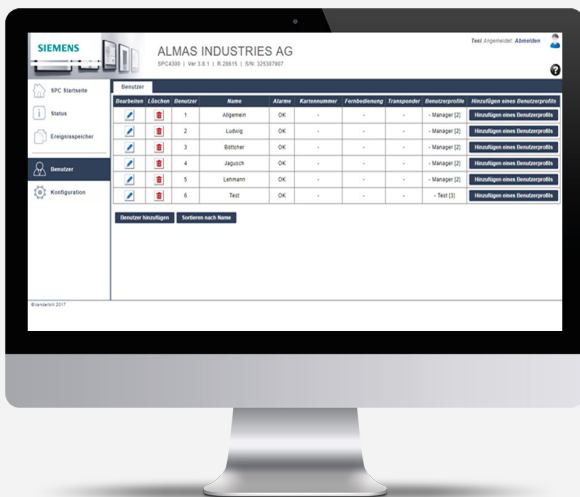 SIEMENS
ALMAS INDUSTRIES AG
SPC4300 | Ver 3.8.1 | R.20615 | S/N: 325307807
Test Angemeldet Abmelden
SPC Startseite
Status
Ereignisspeicher
Benutzer
Konfiguration
Benutzer
Bearbeiten Löschen Benutzer Name Alarme Kartennummer Fernbedienung Transponder Benutzerprofile Hinzufügen eines Benutzerprofils
1 Allgemein OK - - - - Manager [2] Hinzufügen eines Benutzerprofils
2 Ludwig OK - - - - Manager [2] Hinzufügen eines Benutzerprofils
3 Böttcher OK - - - - Manager [2] Hinzufügen eines Benutzerprofils
4 Jagusch OK - - - - Manager [2] Hinzufügen eines Benutzerprofils
5 Lehmann OK - - - - Manager [2] Hinzufügen eines Benutzerprofils
6 Test OK - - - - Test [3] Hinzufügen eines Benutzerprofils
Benutzer hinzufügen Sortieren nach Name
©Vanderbilt 2017